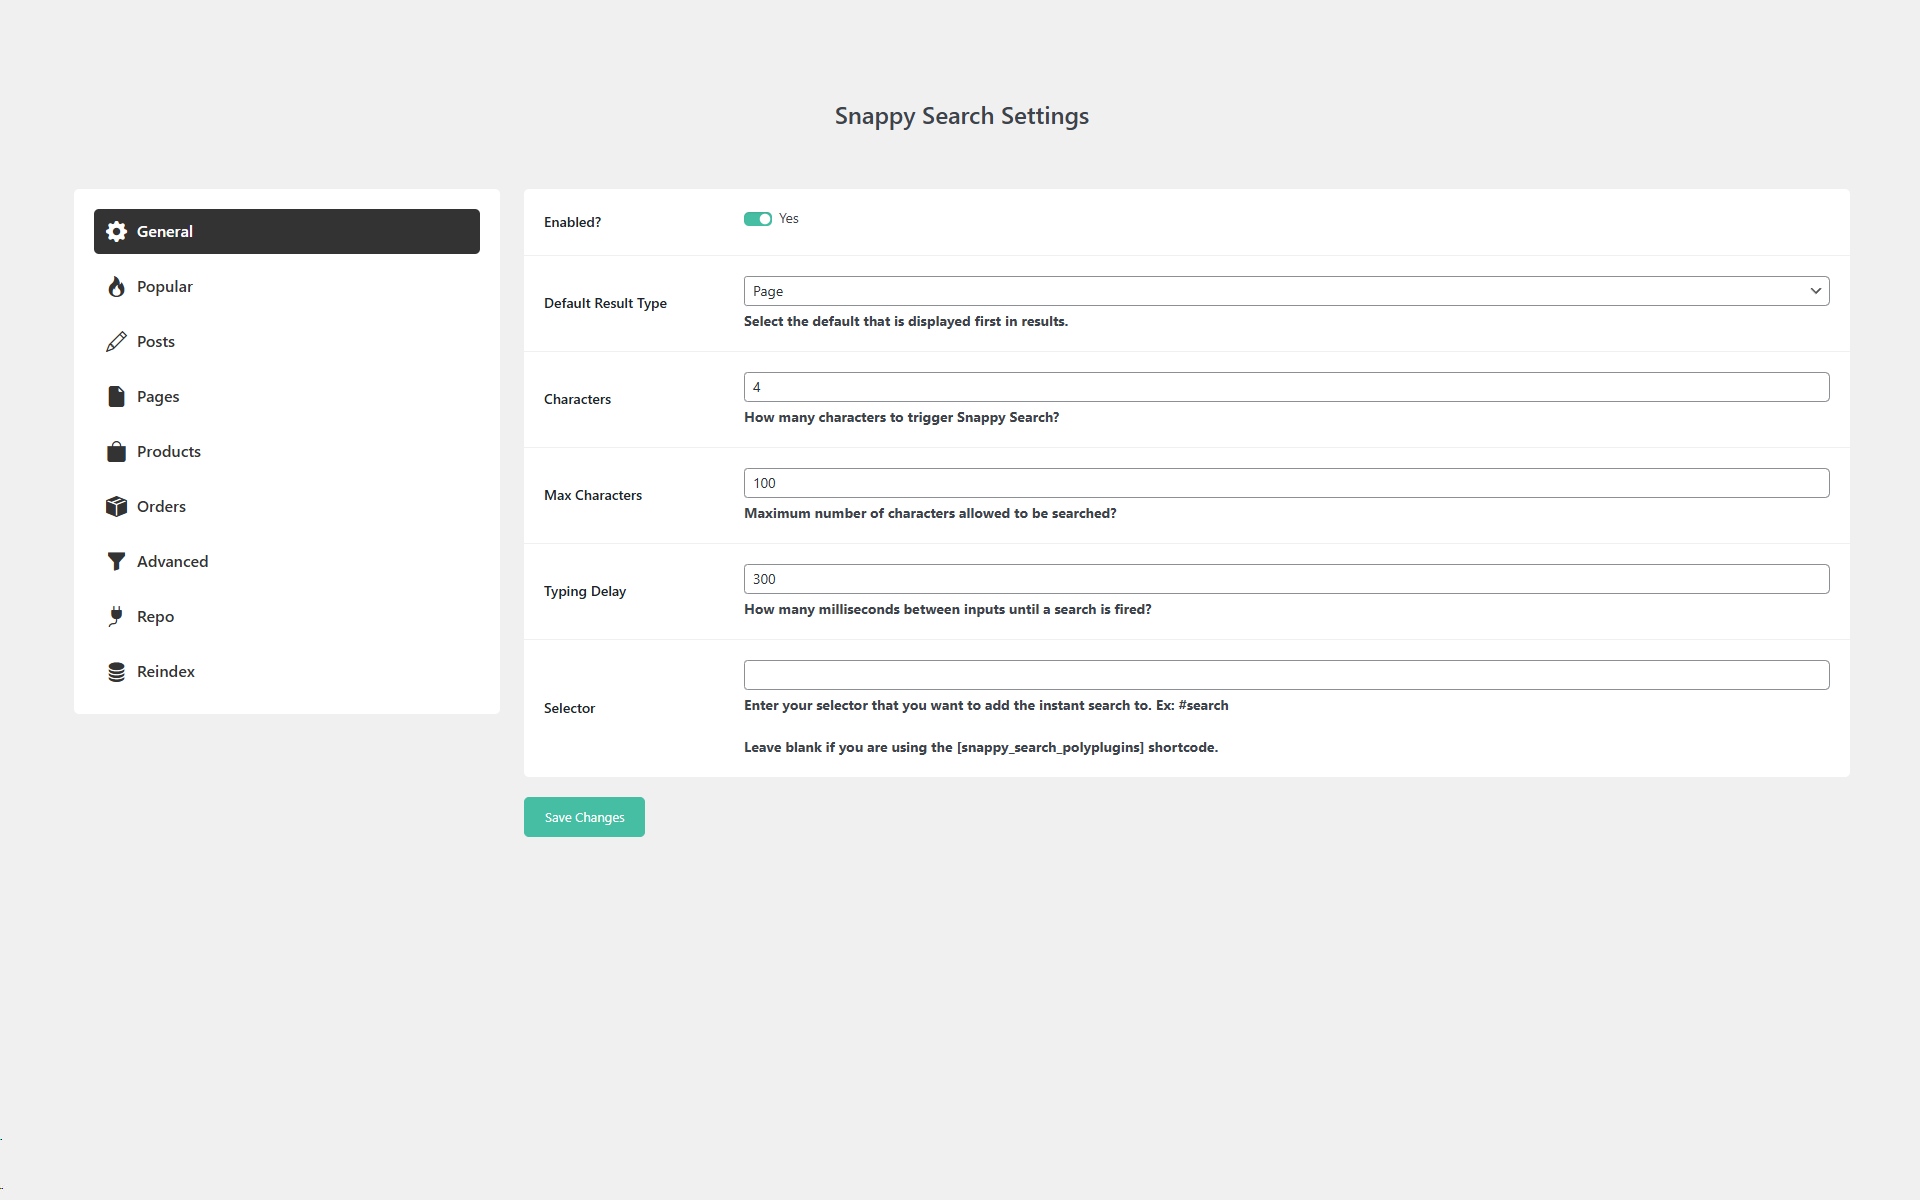 Snappy Search Settings
General
Popular
Posts
Pages
Products
Orders
Advanced
Repo
Reindex
Enabled?
Yes
Default Result Type
Page
Select the default that is displayed first in results.
Characters
4
How many characters to trigger Snappy Search?
Max Characters
100
Maximum number of characters allowed to be searched?
Typing Delay
300
How many milliseconds between inputs until a search is fired?
Selector
Enter your selector that you want to add the instant search to. Ex: #search
Leave blank if you are using the [snappy_search_polyplugins] shortcode.
Save Changes